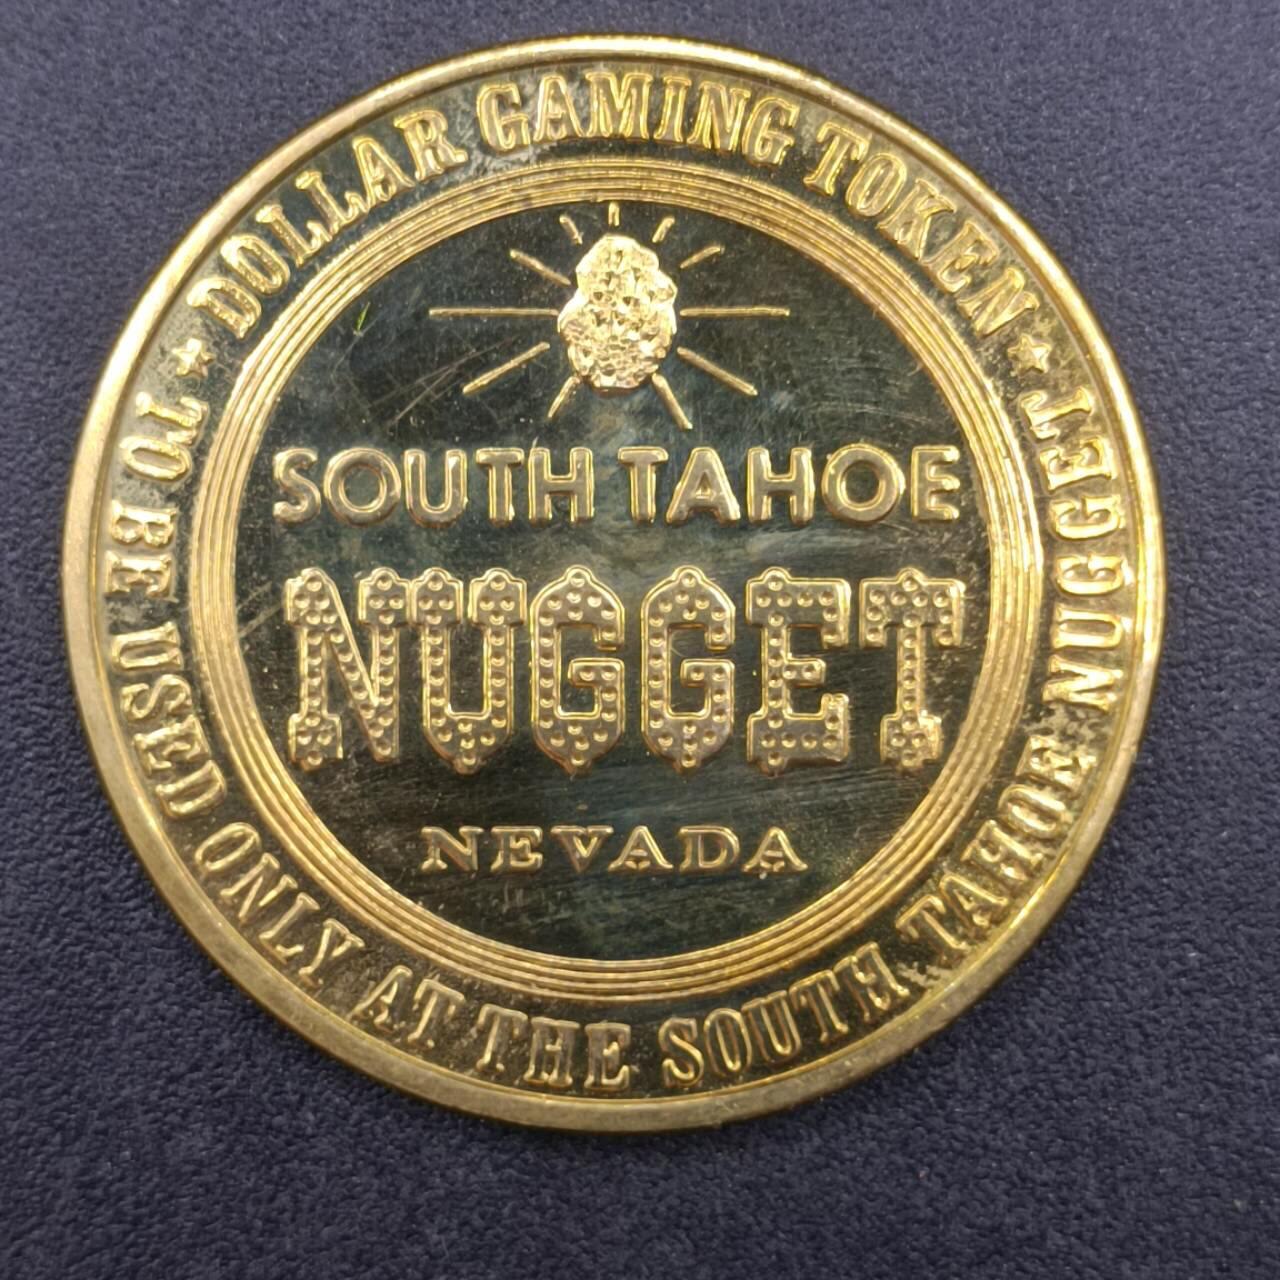 DOLLAR GAMING TOKEN
SOUTH TAHOE
NUGGET
NEVADA
TO BE USED ONLY AT THE SOUTH TAHOE NUGGET